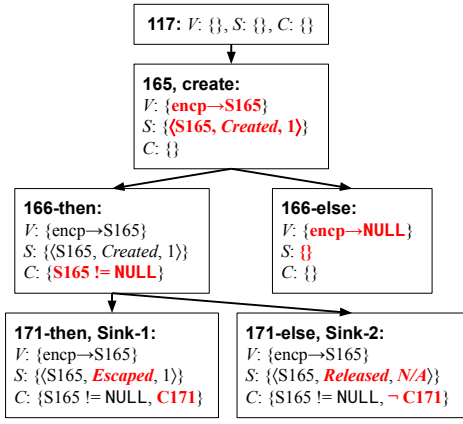 117: V: {}, S: {}, C: {}
165, create:
V: {encp→S165}
S: {⟨S165, Created, 1⟩}
C: {}
166-then:
V: {encp→S165}
S: {⟨S165, Created, 1⟩}
C: {S165 != NULL}
166-else:
V: {encp→NULL}
S: {}
C: {}
171-then, Sink-1:
V: {encp→S165}
S: {⟨S165, Escaped, 1⟩}
C: {S165 != NULL, C171}
171-else, Sink-2:
V: {encp→S165}
S: {⟨S165, Released, N/A⟩}
C: {S165 != NULL, ¬ C171}